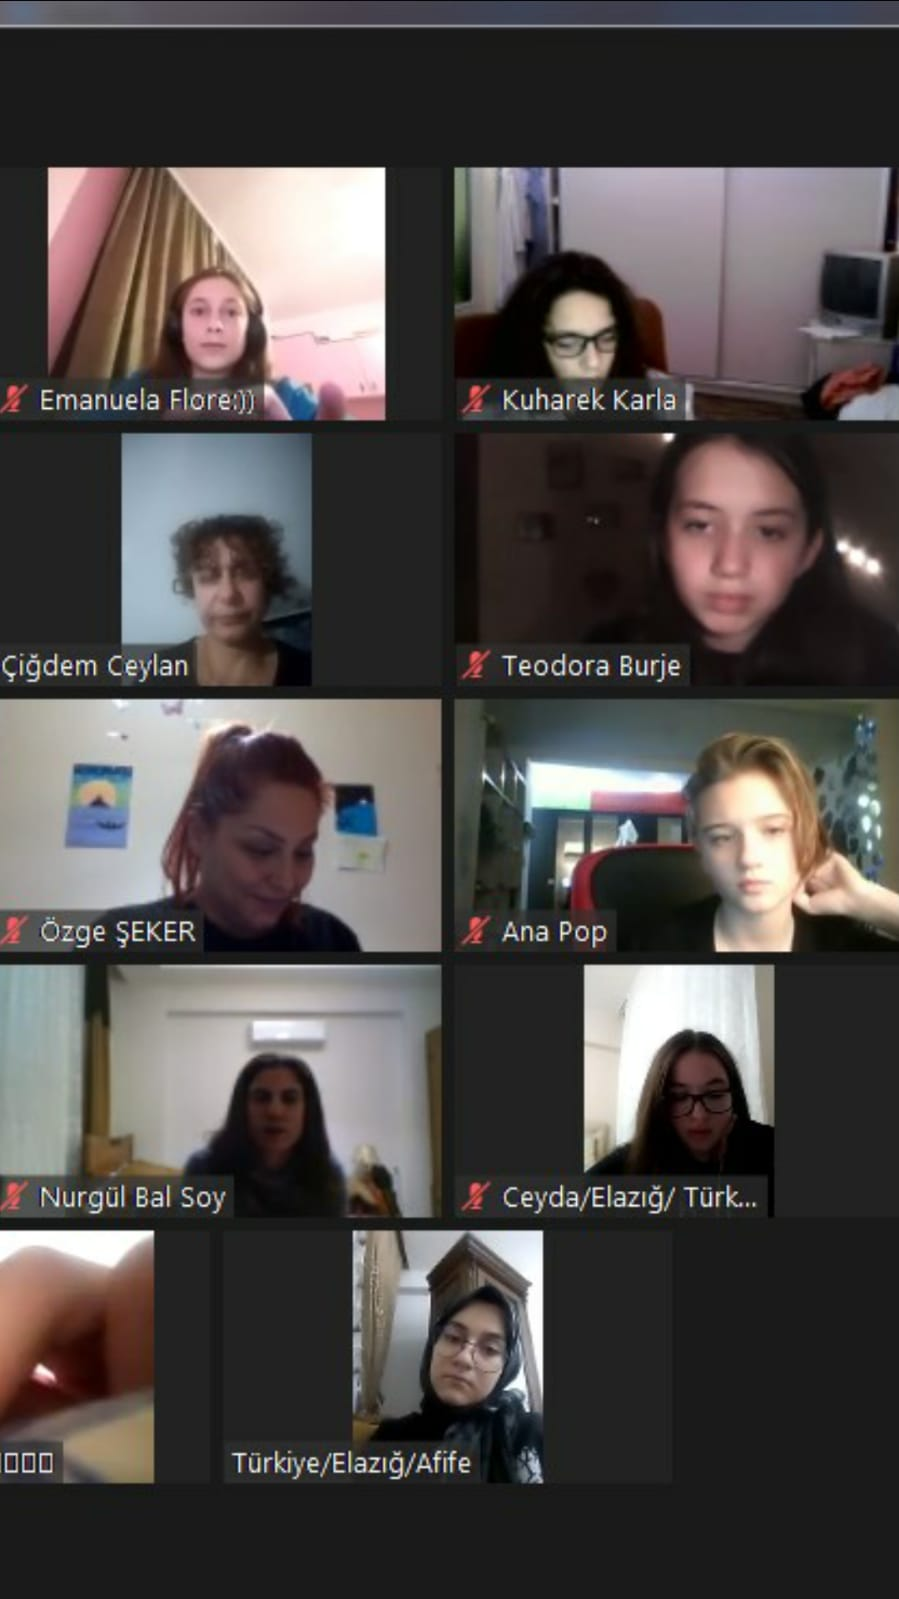 Emanuela Flore:))
Kuharek Karla
Çiğdem Ceylan
Teodora Burje
Özge ŞEKER
Ana Pop
Nurgül Bal Soy
Ceyda/Elazığ/ Türk...
Türkiye/Elazığ/Afife